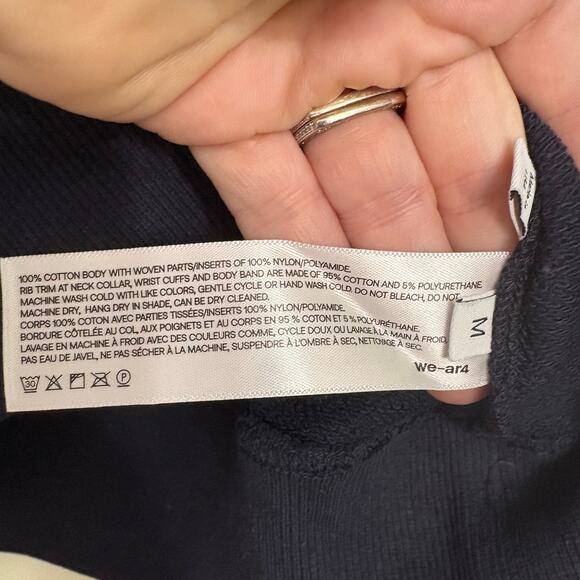 100% COTTON BODY WITH WOVEN PARTS/INSERTS OF 100% NYLON/POLYAMIDE.
RIB TRIM AT NECK COLLAR, WRIST CUFFS AND BODY BAND ARE MADE OF 95% COTTON AND 5% POLYURETHANE.
MACHINE WASH COLD WITH LIKE COLORS, GENTLE CYCLE OR HAND WASH COLD. DO NOT BLEACH, DO NOT
MACHINE DRY, HANG DRY IN SHADE, CAN BE DRY CLEANED.
CORPS 100% COTON AVEC PARTIES TISSÉES/INSERTS 100% NYLON/POLYAMIDE.
BORDURE CÔTELÉE AU COL, AUX POIGNETS ET AU CORPS EN 95 % COTON ET 5 % POLYURÉTHANE.
LAVAGE EN MACHINE À FROID AVEC DES COULEURS COMME, CYCLE DOUX OU LAVAGE À LA MAIN À FROID.
PAS EAU DE JAVEL, NE PAS SÉCHER À LA MACHINE, SUSPENDRE À L'OMBRE À SEC, NETTOYAGE À SEC.
30
P
we-ar4
M